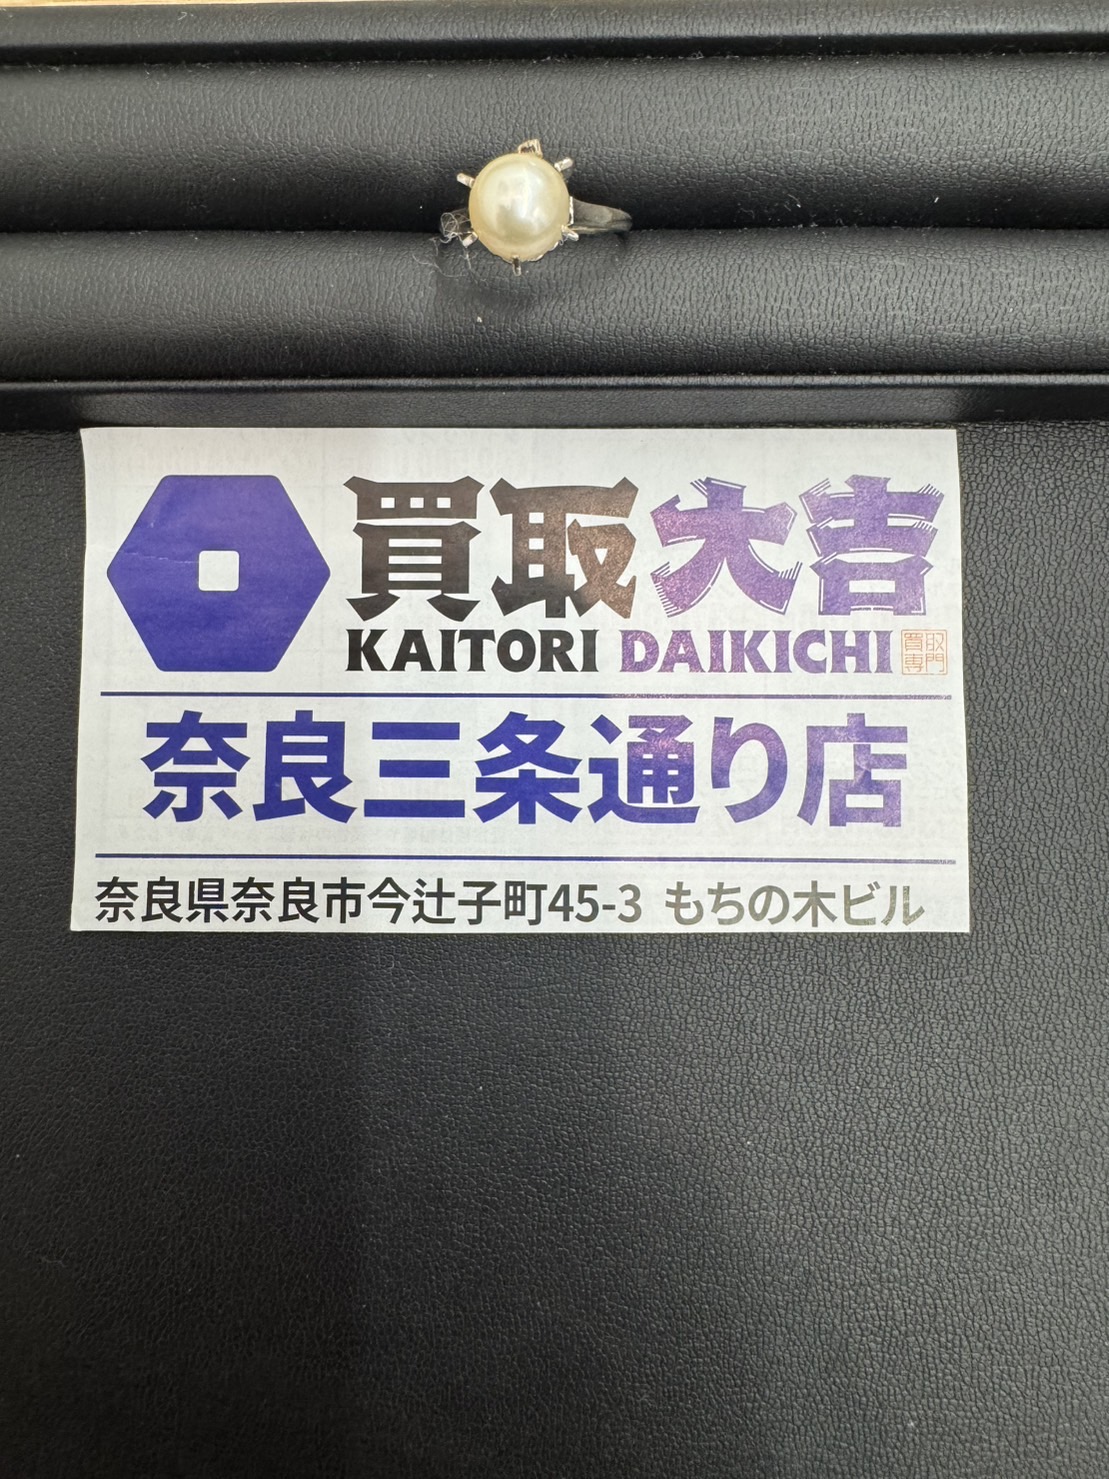 買取大吉
KAITORI DAIKICHI
買取専門
奈良三条通り店
奈良県奈良市今辻子町45-3 もちの木ビル